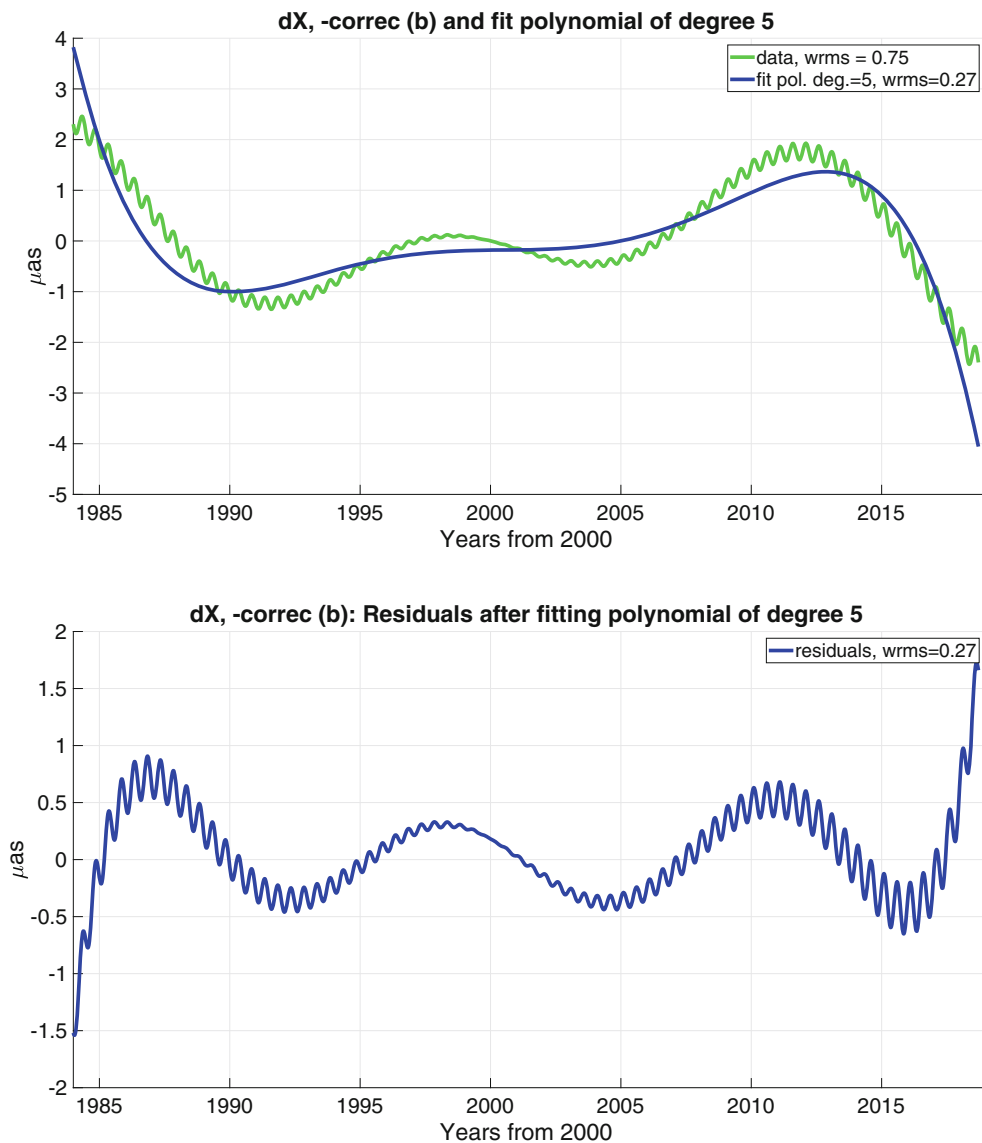 dX, -correc (b) and fit polynomial of degree 5
data, wrms = 0.75
fit pol. deg.=5, wrms=0.27
4
3
2
1
0
-1
-2
-3
-4
-5
μas
1985 1990 1995 2000 2005 2010 2015
Years from 2000
dX, -correc (b): Residuals after fitting polynomial of degree 5
residuals, wrms=0.27
2
1.5
1
0.5
0
-0.5
-1
-1.5
-2
μas
1985 1990 1995 2000 2005 2010 2015
Years from 2000